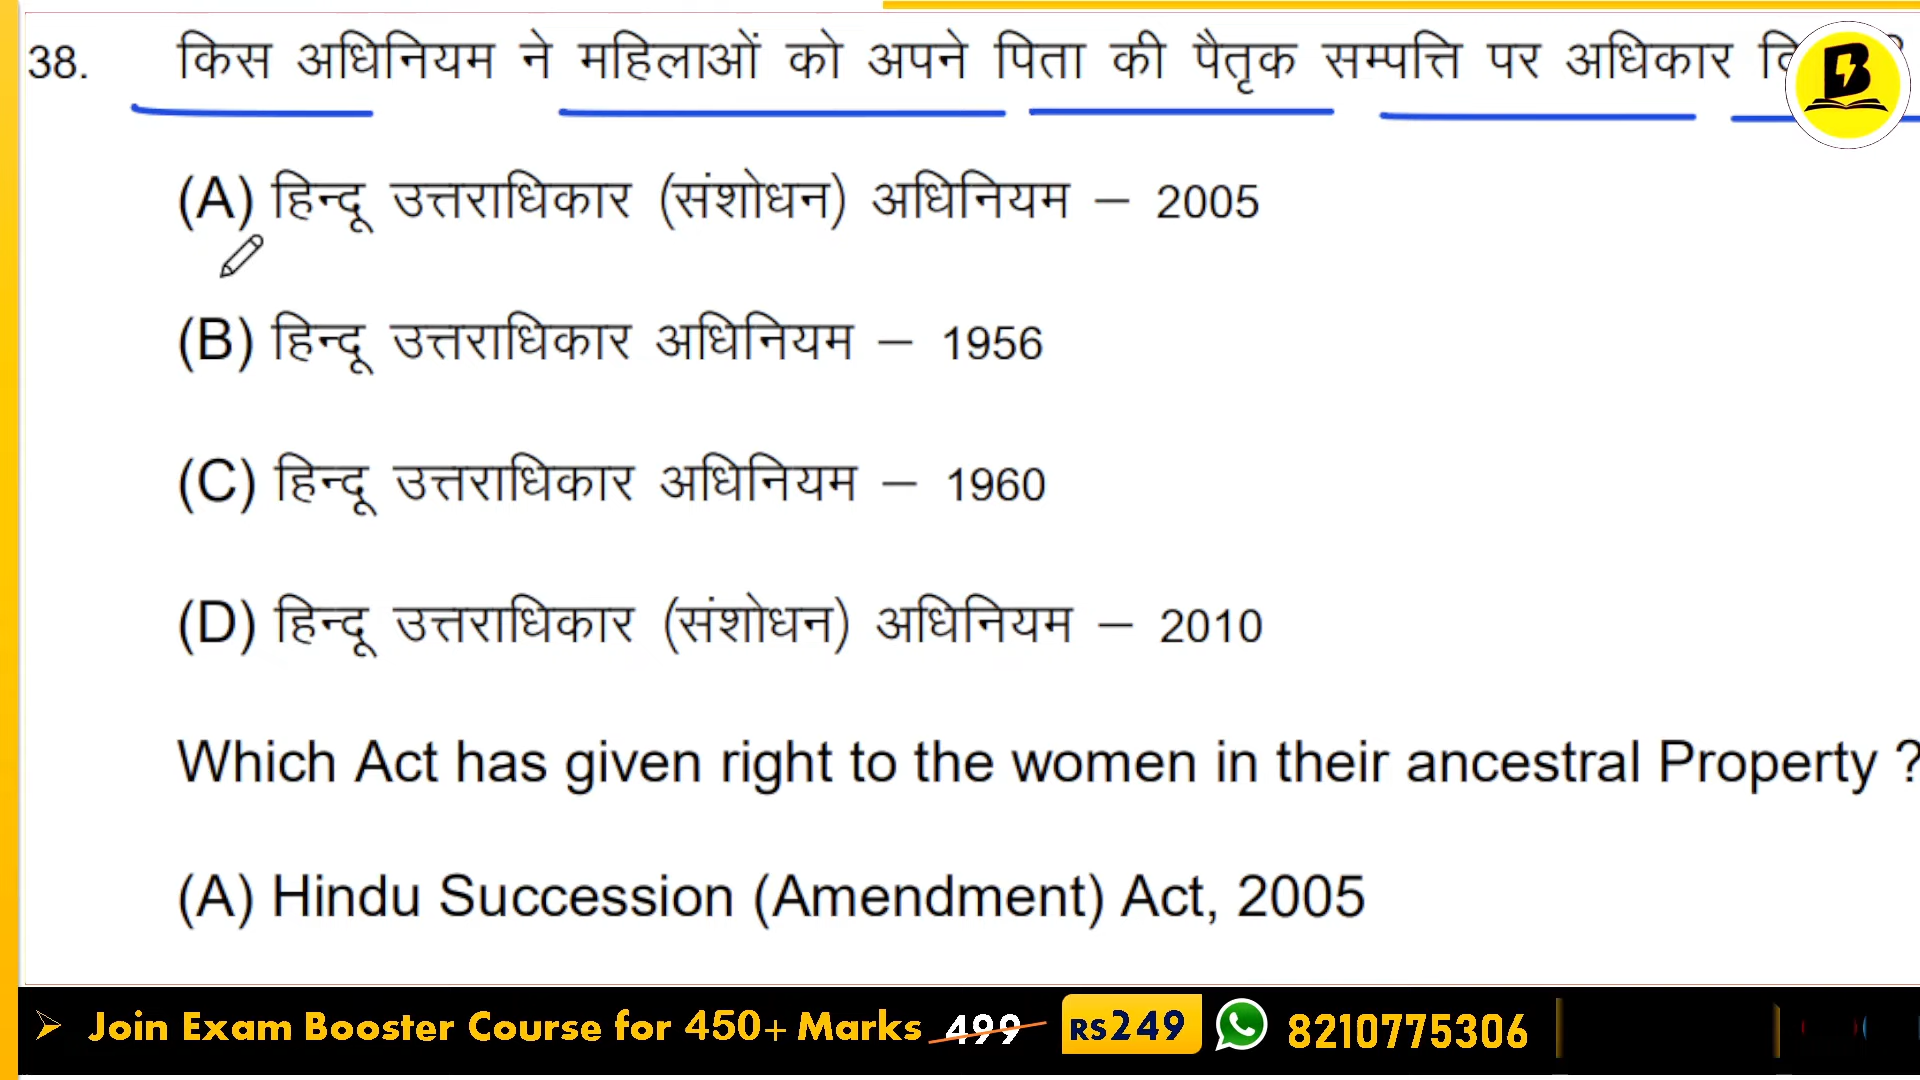 38. किस अधिनियम ने महिलाओं को अपने पिता की पैतृक सम्पत्ति पर अधिकार
(A) हिन्दू उत्तराधिकार (संशोधन) अधिनियम – 2005
(B) हिन्दू उत्तराधिकार अधिनियम – 1956
(C) हिन्दू उत्तराधिकार अधिनियम – 1960
(D) हिन्दू उत्तराधिकार (संशोधन) अधिनियम – 2010
Which Act has given right to the women in their ancestral Property ?
(A) Hindu Succession (Amendment) Act, 2005
Join Exam Booster Course for 450+ Marks 499 RS249 8210775306